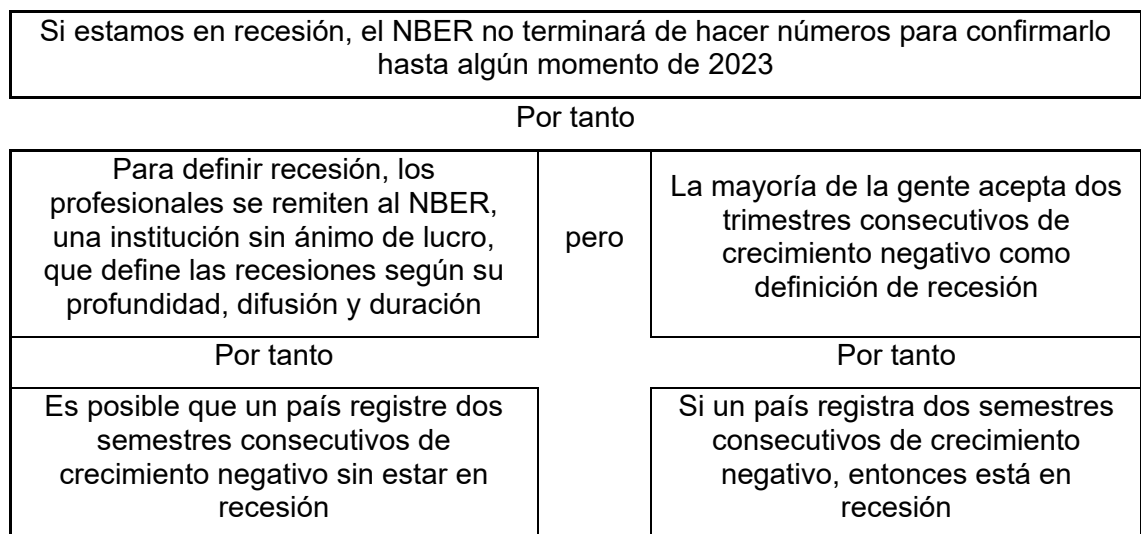 Si estamos en recesión, el NBER no terminará de hacer números para confirmarlo
hasta algún momento de 2023
Por tanto
Para definir recesión, los
profesionales se remiten al NBER,
una institución sin ánimo de lucro,
que define las recesiones según su
profundidad, difusión y duración
pero
La mayoría de la gente acepta dos
trimestres consecutivos de
crecimiento negativo como
definición de recesión
Por tanto
Por tanto
Es posible que un país registre dos
semestres consecutivos de
crecimiento negativo sin estar en
recesión
Si un país registra dos semestres
consecutivos de crecimiento
negativo, entonces está en
recesión